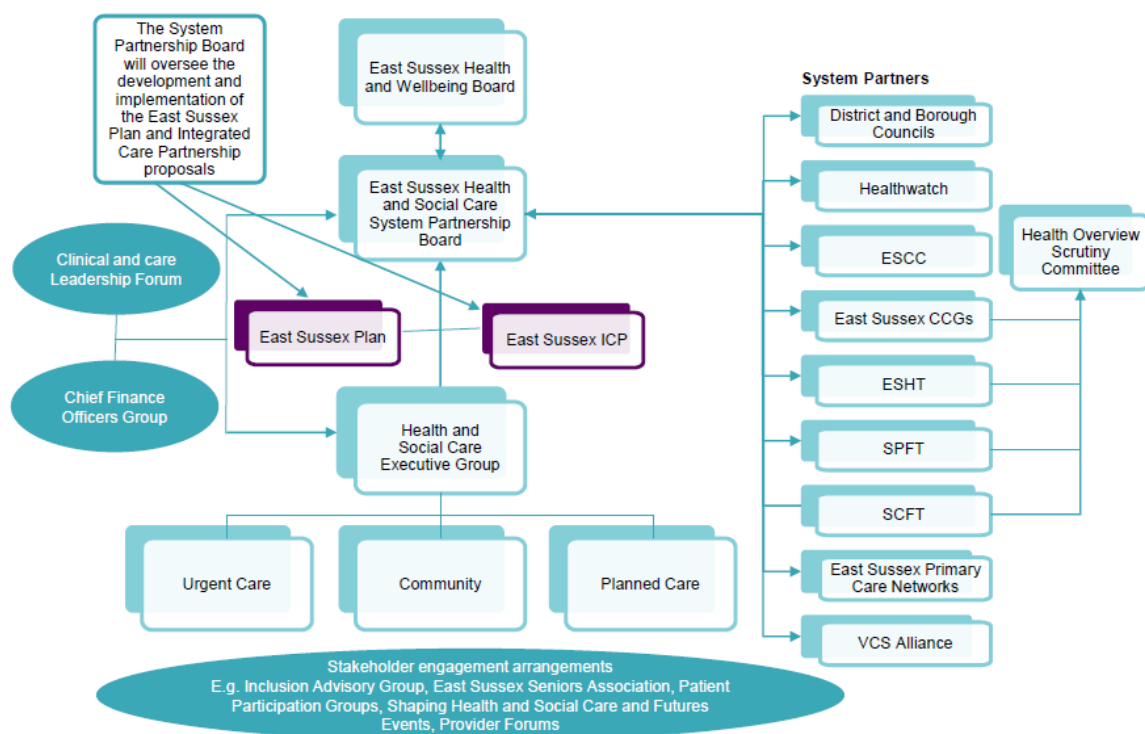 The System
Partnership Board
will oversee the
development and
implementation of
the East Sussex
Plan and Integrated
Care Partnership
proposals
East Sussex Health
and Wellbeing Board
East Sussex Health
and Social Care
System Partnership
Board
Clinical and care
Leadership Forum
Chief Finance
Officers Group
East Sussex Plan
East Sussex ICP
Health and
Social Care
Executive Group
Urgent Care
Community
Planned Care
Stakeholder engagement arrangements
E.g. Inclusion Advisory Group, East Sussex Seniors Association, Patient
Participation Groups, Shaping Health and Social Care and Futures
Events, Provider Forums
System Partners
District and Borough
Councils
Healthwatch
ESCC
East Sussex CCGs
ESHT
SPFT
SCFT
East Sussex Primary
Care Networks
VCS Alliance
Health Overview
Scrutiny
Committee